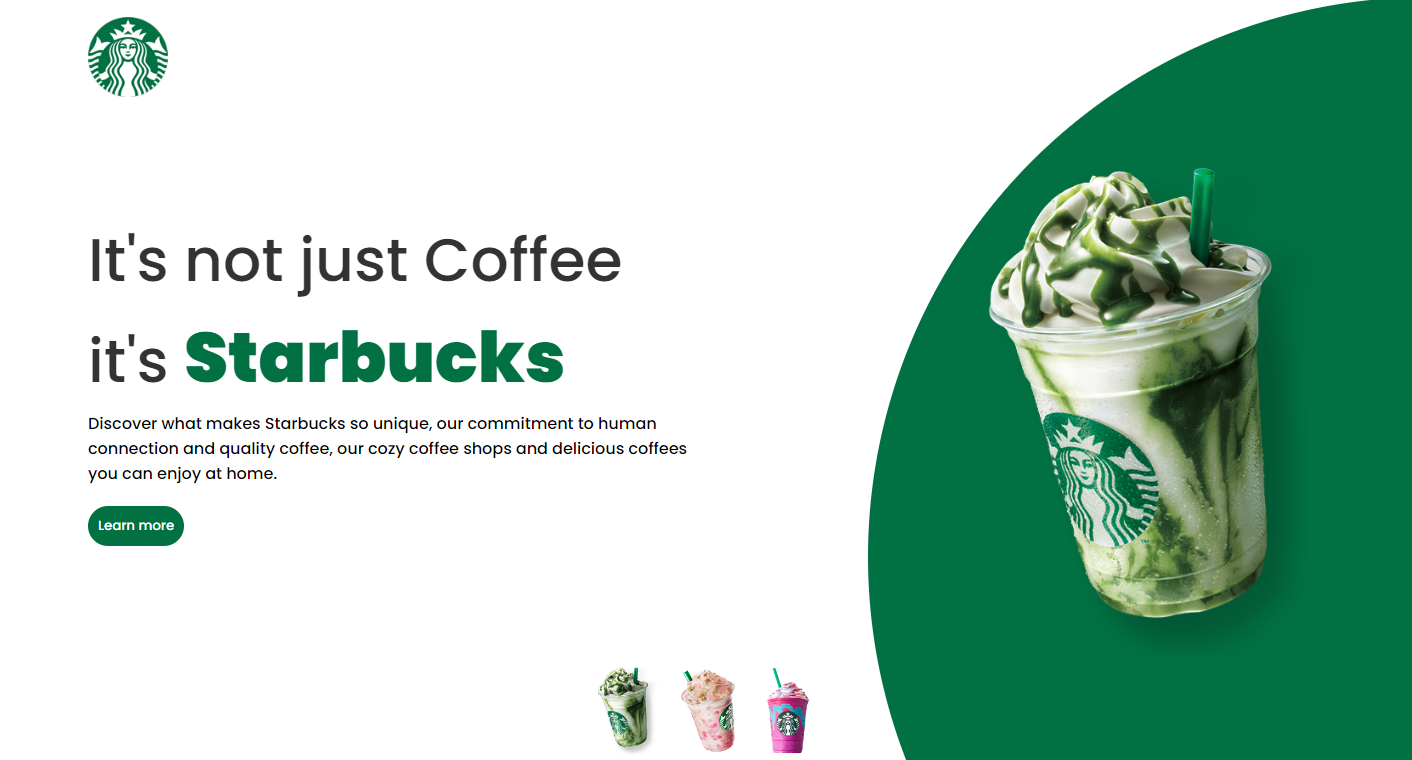 It's not just Coffee
it's Starbucks
Discover what makes Starbucks so unique, our commitment to human
connection and quality coffee, our cozy coffee shops and delicious coffees
you can enjoy at home.
Learn more
TM